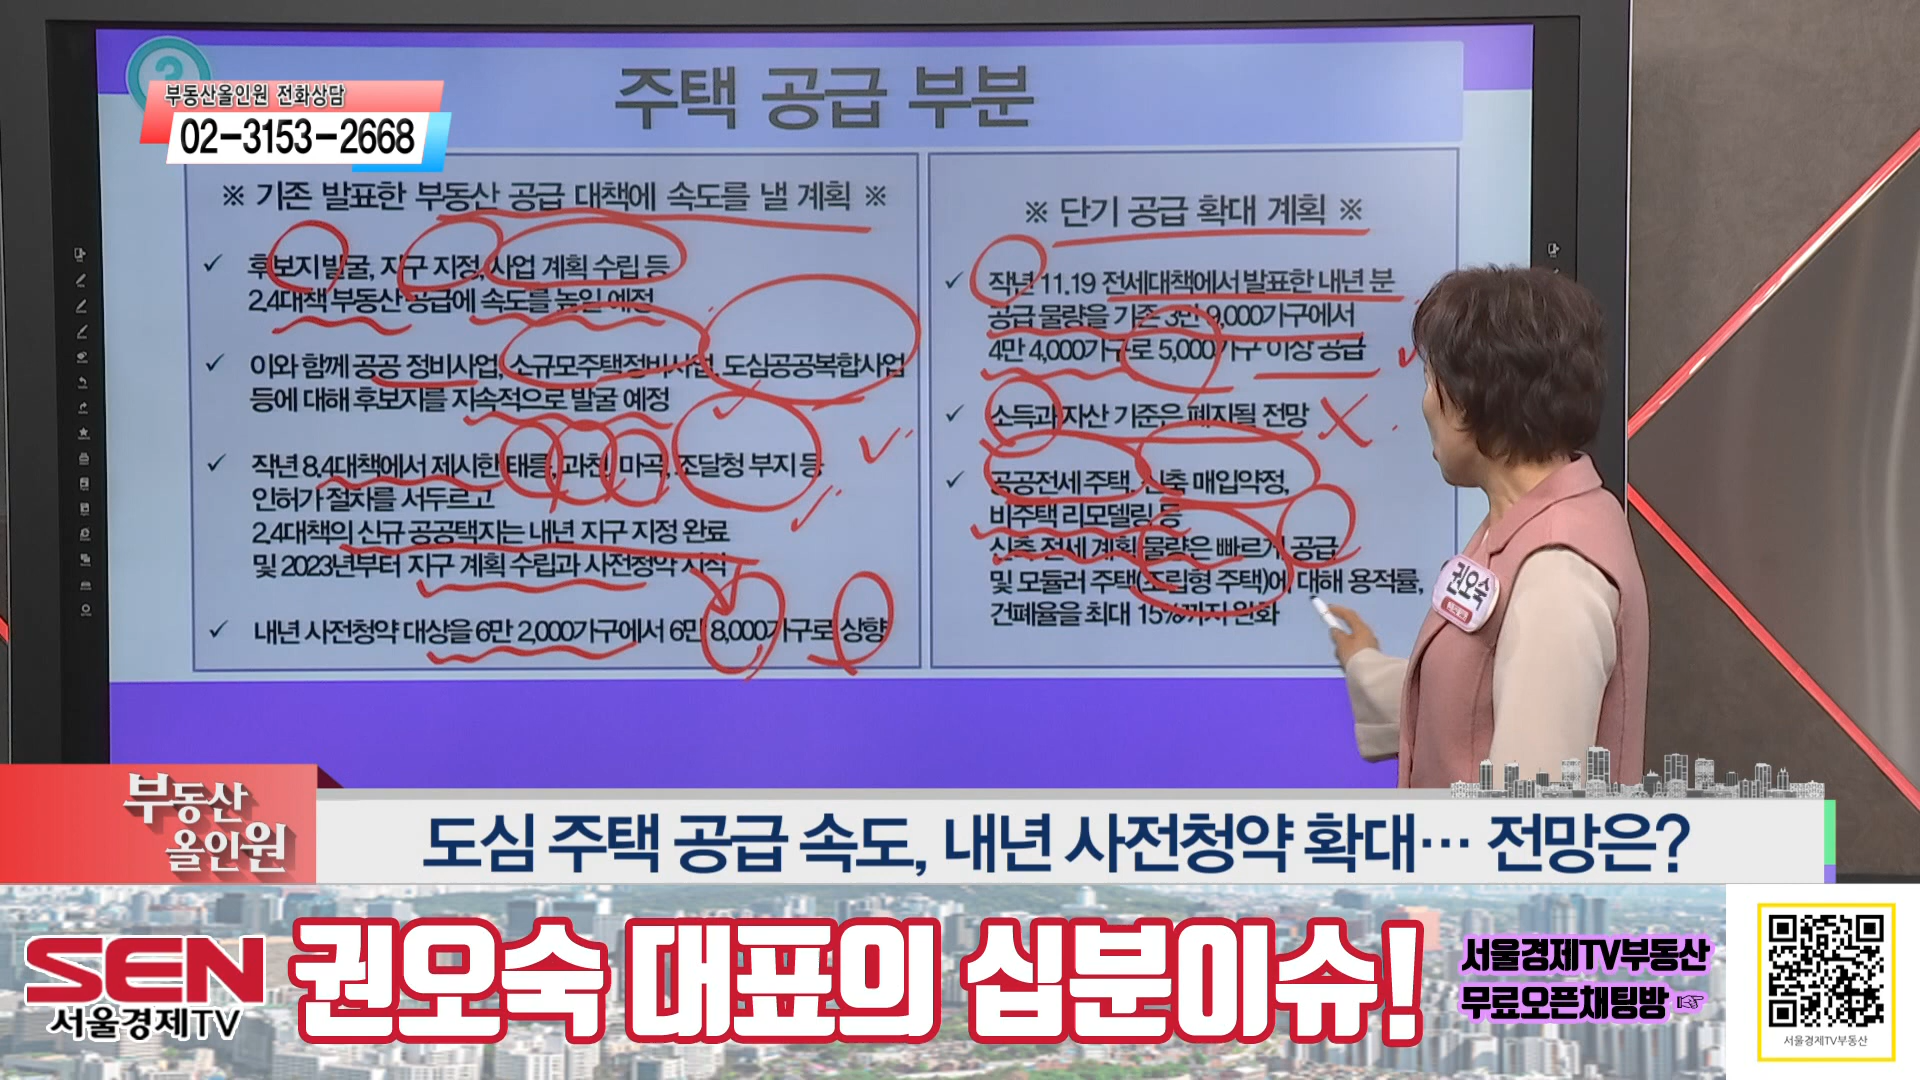 3
부동산올인원 전화상담
02-3153-2668
주택 공급 부분
※ 기존 발표한 부동산 공급 대책에 속도를 낼 계획 ※
✓ 후보지 발굴, 지구 지정, 사업 계획 수립 등
2.4대책 부동산 공급에 속도를 높일 예정
✓ 이와 함께 공공 정비사업, 소규모주택정비사업, 도심공공복합사업
등에 대해 후보지를 지속적으로 발굴 예정
✓ 작년 8.4대책에서 제시한 태릉, 과천, 마곡, 조달청 부지 등
인허가 절차를 서두르고
2.4대책의 신규 공공택지는 내년 지구 지정 완료
및 2023년부터 지구 계획 수립과 사전청약 시작
✓ 내년 사전청약 대상을 6만 2,000가구에서 6만 8,000가구로 상향
※ 단기 공급 확대 계획 ※
✓ 작년 11.19 전세대책에서 발표한 내년 분
공급 물량을 기존 3만 9,000가구에서
4만 4,000가구로 5,000가구 이상 공급
✓ 소득과 자산 기준은 폐지될 전망
✓ 공공전세 주택, 신축 매입약정,
비주택 리모델링 등
신축 전세 계획 물량은 빠르게 공급
및 모듈러 주택(조립형 주택)에 대해 용적률,
건폐율을 최대 15%까지 완화
권오숙
부동산
올인원
도심 주택 공급 속도, 내년 사전청약 확대… 전망은?
SEN
서울경제TV
권오숙 대표의 십분이슈!
서울경제TV부동산
무료오픈채팅방 ☞
서울경제TV부동산